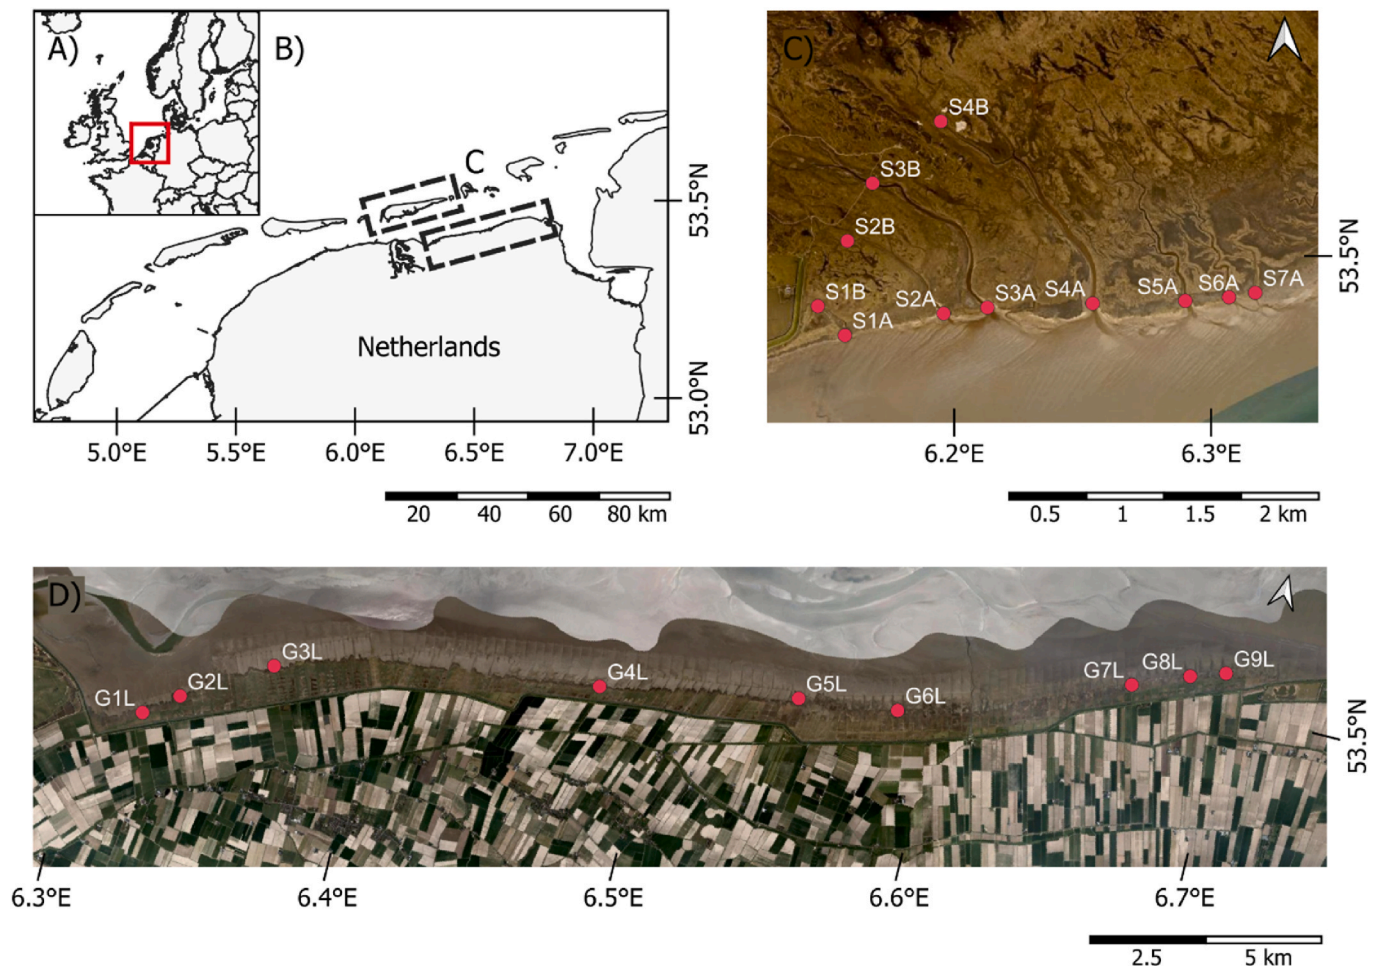 A)
B)
C
Netherlands
53.5°N
53.0°N
5.0°E 5.5°E 6.0°E 6.5°E 7.0°E
20 40 60 80 km
C)
S4B
S3B
S2B
S1B
S1A
S2A
S3A
S4A
S5A
S6A
S7A
53.5°N
6.2°E 6.3°E
0.5 1 1.5 2 km
D)
G1L
G2L
G3L
G4L
G5L
G6L
G7L
G8L
G9L
53.5°N
6.3°E 6.4°E 6.5°E 6.6°E 6.7°E
2.5 5 km